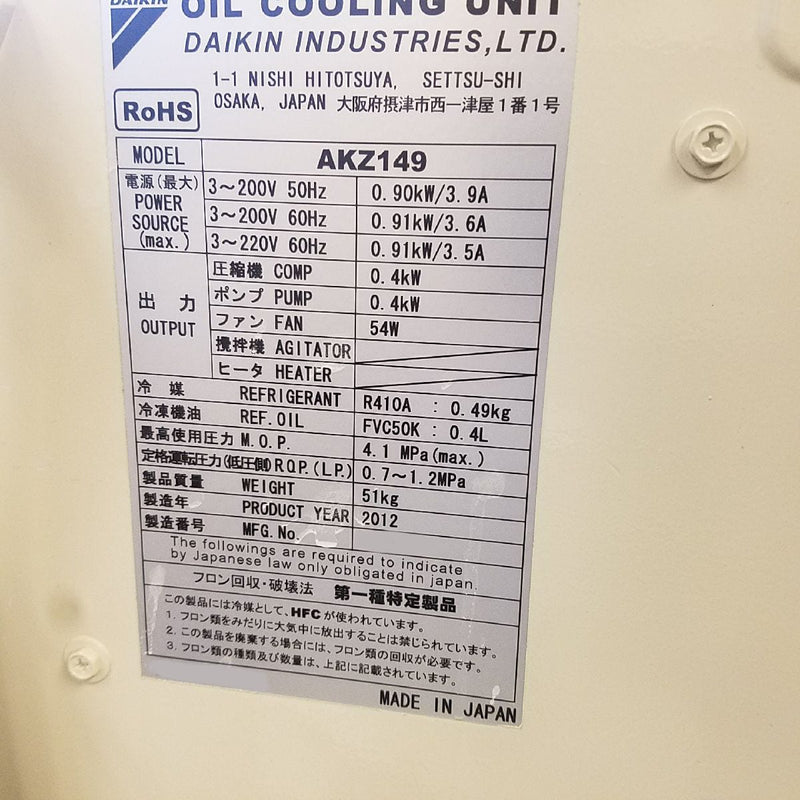 DAIKIN
OIL COOLING UNIT
DAIKIN INDUSTRIES,LTD.
1-1 NISHI HITOTSUYA, SETTSU-SHI
OSAKA, JAPAN 大阪府摂津市西一津屋1番1号
RoHS
MODEL AKZ149
電源(最大) POWER SOURCE (max.)
3～200V 50Hz 0.90kW/3.9A
3～200V 60Hz 0.91kW/3.6A
3～220V 60Hz 0.91kW/3.5A
出 力 OUTPUT
圧縮機 COMP 0.4kW
ポンプ PUMP 0.4kW
ファン FAN 54W
攪拌機 AGITATOR
ヒータ HEATER
冷 媒 REFRIGERANT R410A : 0.49kg
冷凍機油 REF.OIL FVC50K : 0.4L
最高使用圧力 M.O.P. 4.1 MPa(max.)
定格運転圧力(低圧側) R.O.P.(L.P.) 0.7～1.2MPa
製品質量 WEIGHT 51kg
製造年 PRODUCT YEAR 2012
製造番号 MFG.No.
The followings are required to indicate
by Japanese law only obligated in japan.
フロン回収・破壊法 第一種特定製品
この製品には冷媒として、HFCが使われています。
1. フロン類をみだりに大気中に放出することは禁じられています。
2. この製品を廃棄する場合には、フロン類の回収が必要です。
3. フロン類の種類及び数量は、上記に記載されています。
MADE IN JAPAN